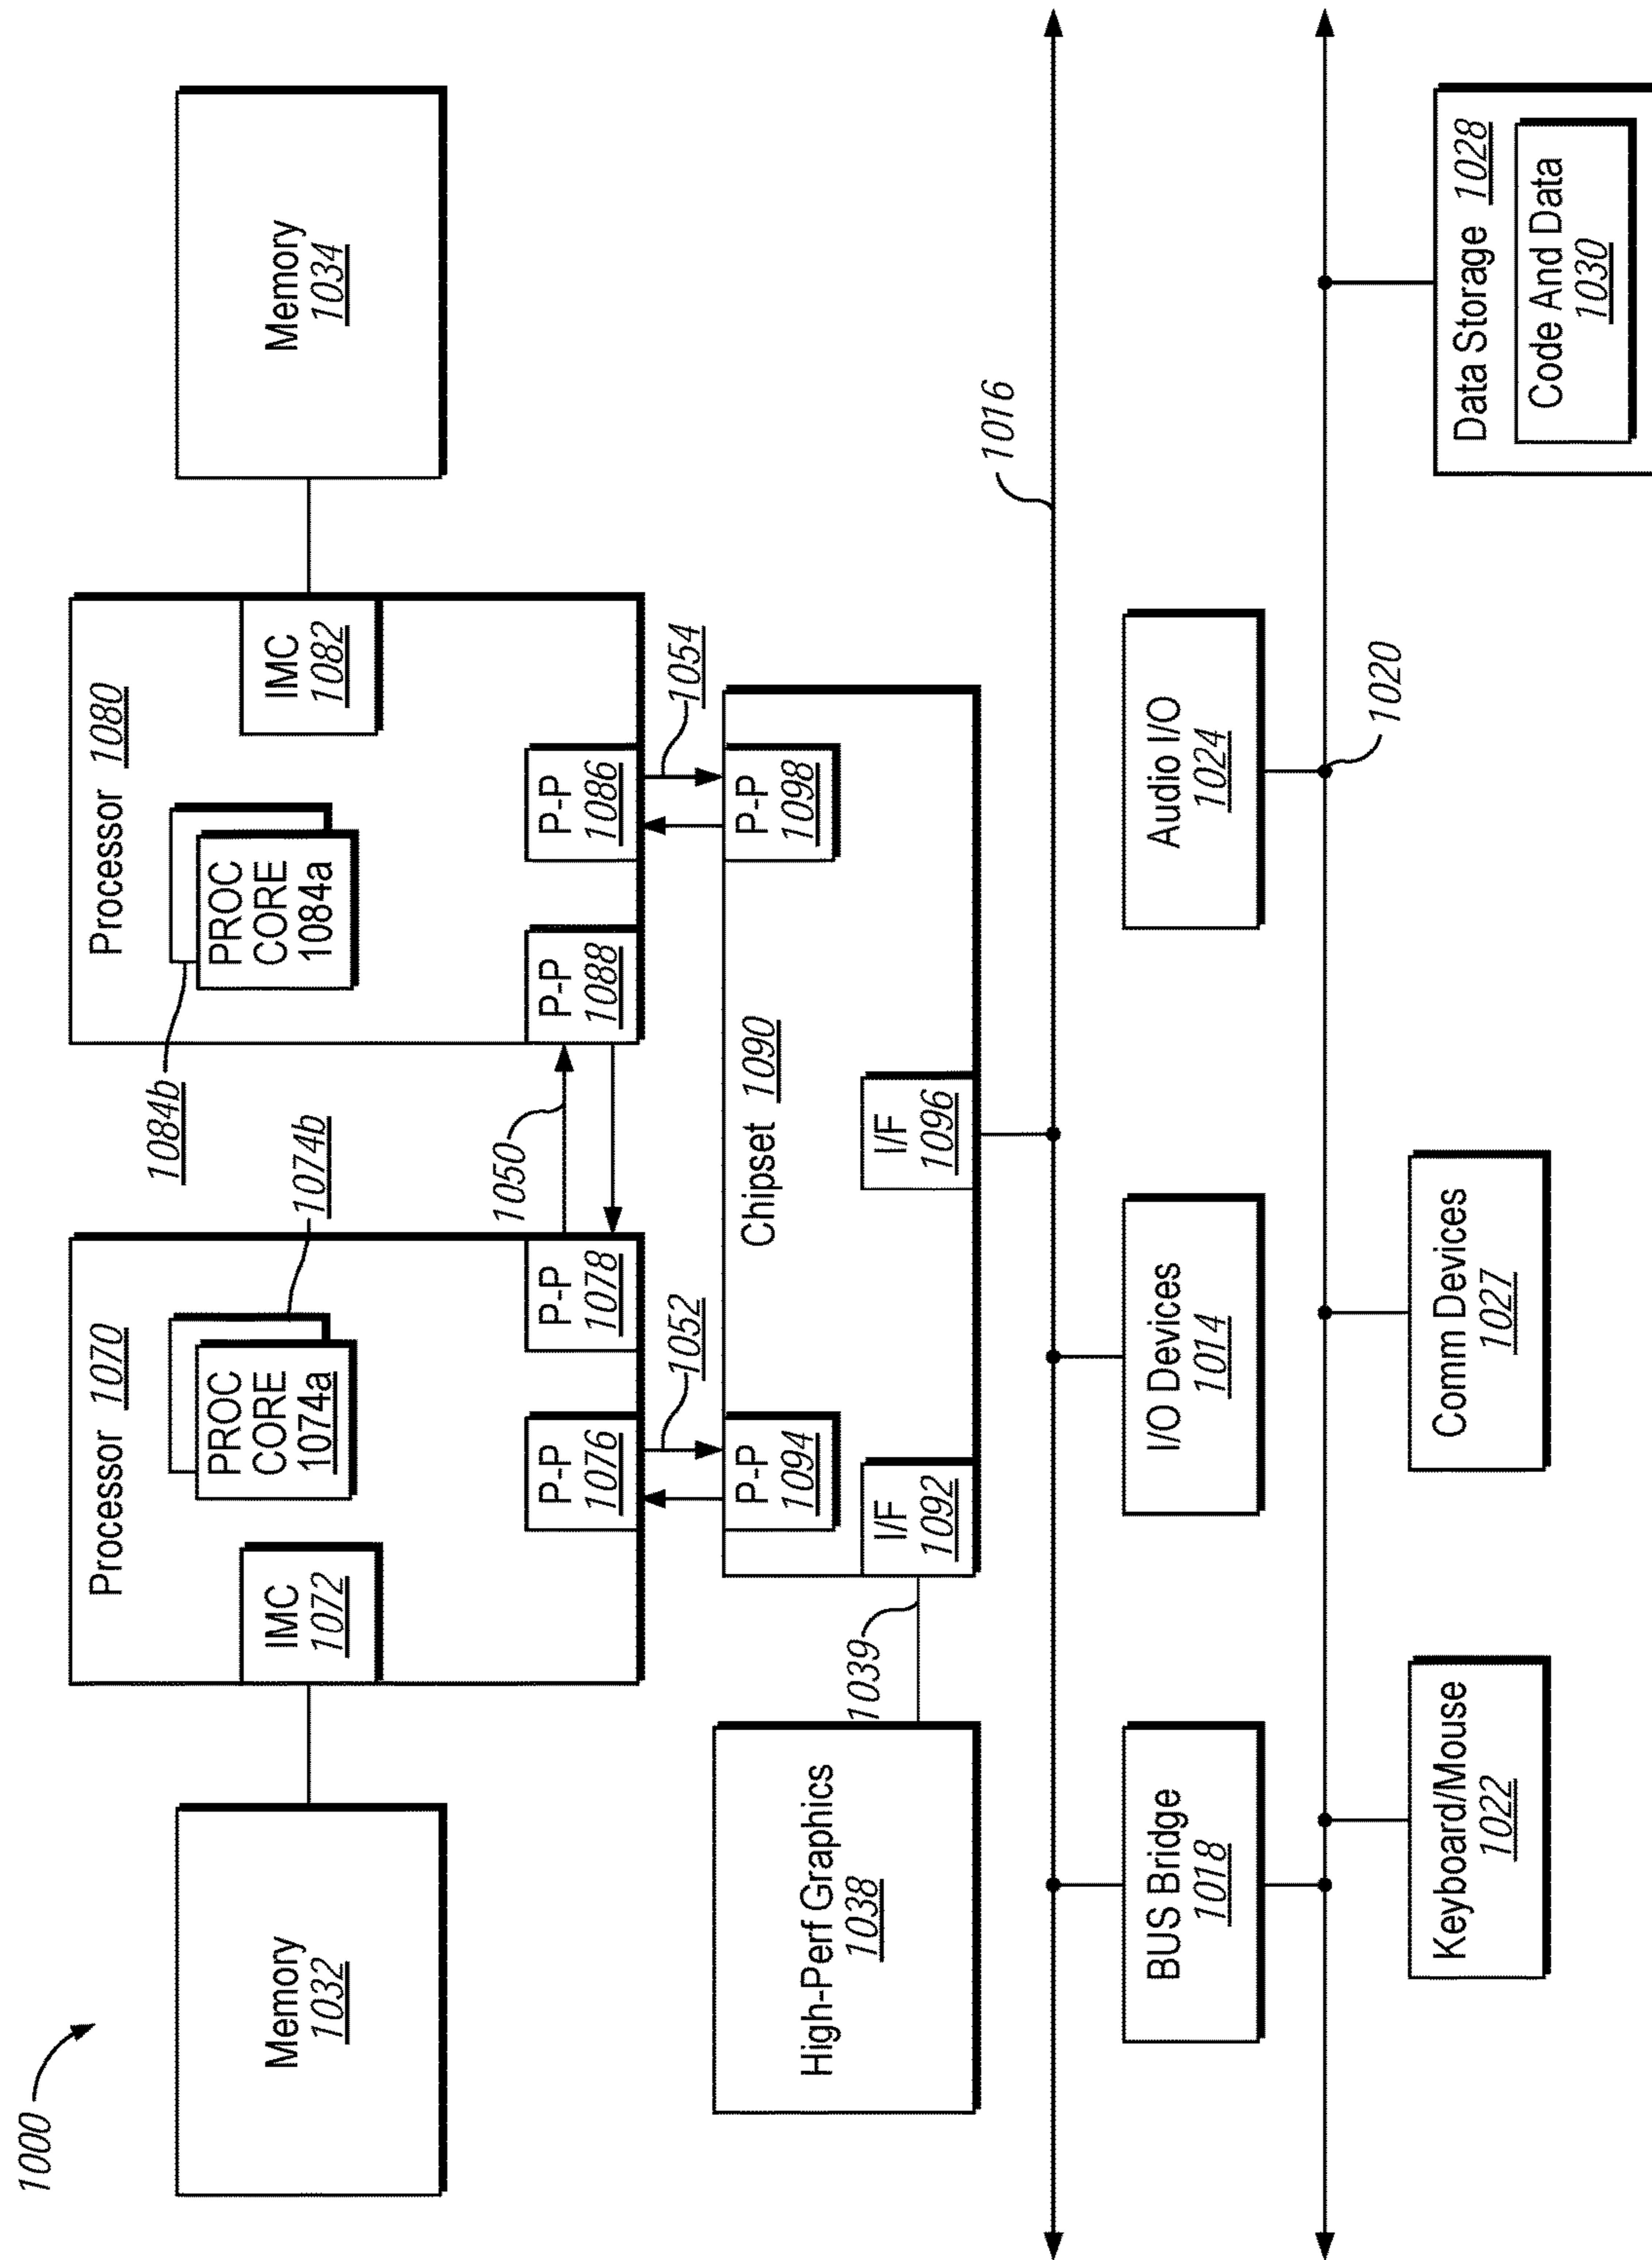 1000
Memory
1032
Processor 1070
IMC
1072
PROC
CORE
1074a
1074b
P-P
1076
P-P
1078
1050
1084b
Processor 1080
PROC
CORE
1084a
IMC
1082
P-P
1088
P-P
1086
Memory
1034
1052
1054
High-Perf Graphics
1038
1039
P-P
1094
Chipset 1090
P-P
1098
I/F
1092
I/F
1096
1016
BUS Bridge
1018
I/O Devices
1014
Audio I/O
1024
1020
Keyboard/Mouse
1022
Comm Devices
1027
Data Storage 1028
Code And Data
1030